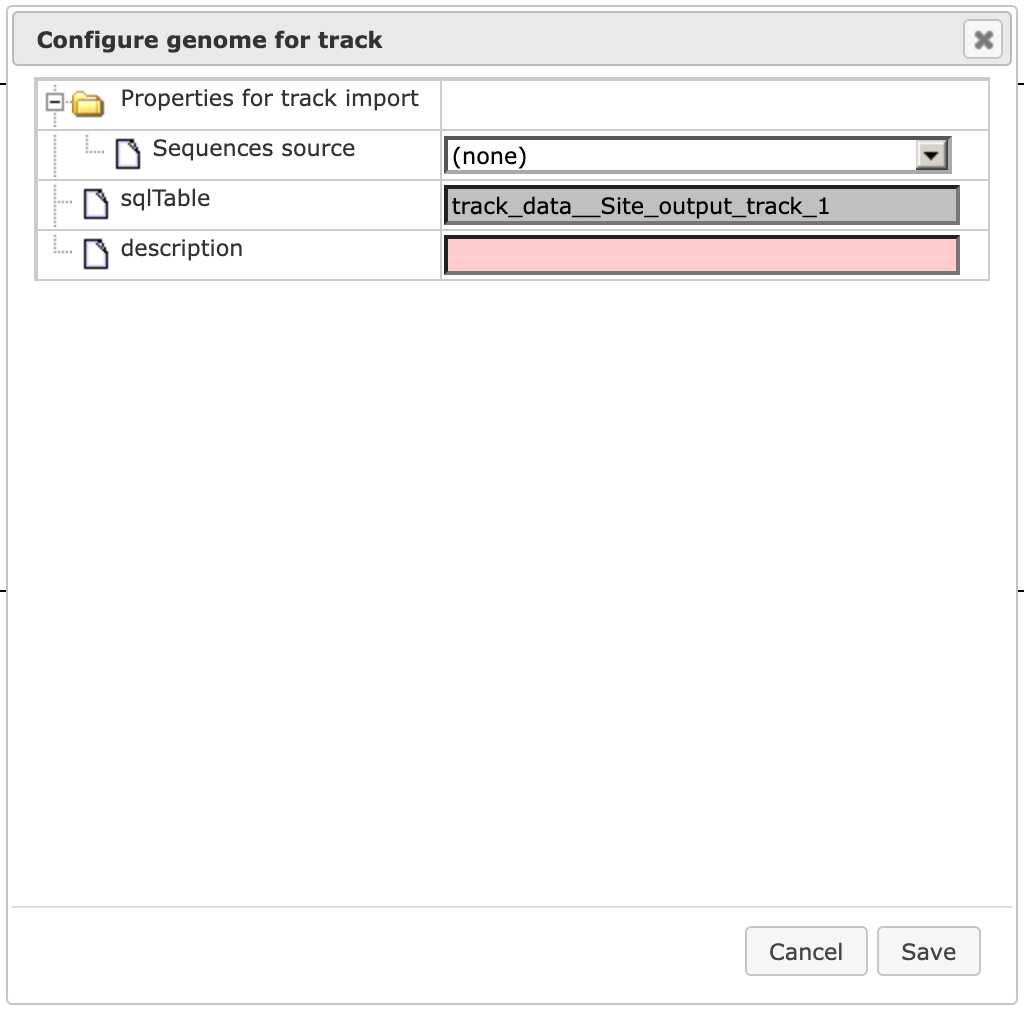 Configure genome for track
Properties for track import
Sequences source
(none)
sqlTable
track_data__Site_output_track_1
description
Cancel
Save